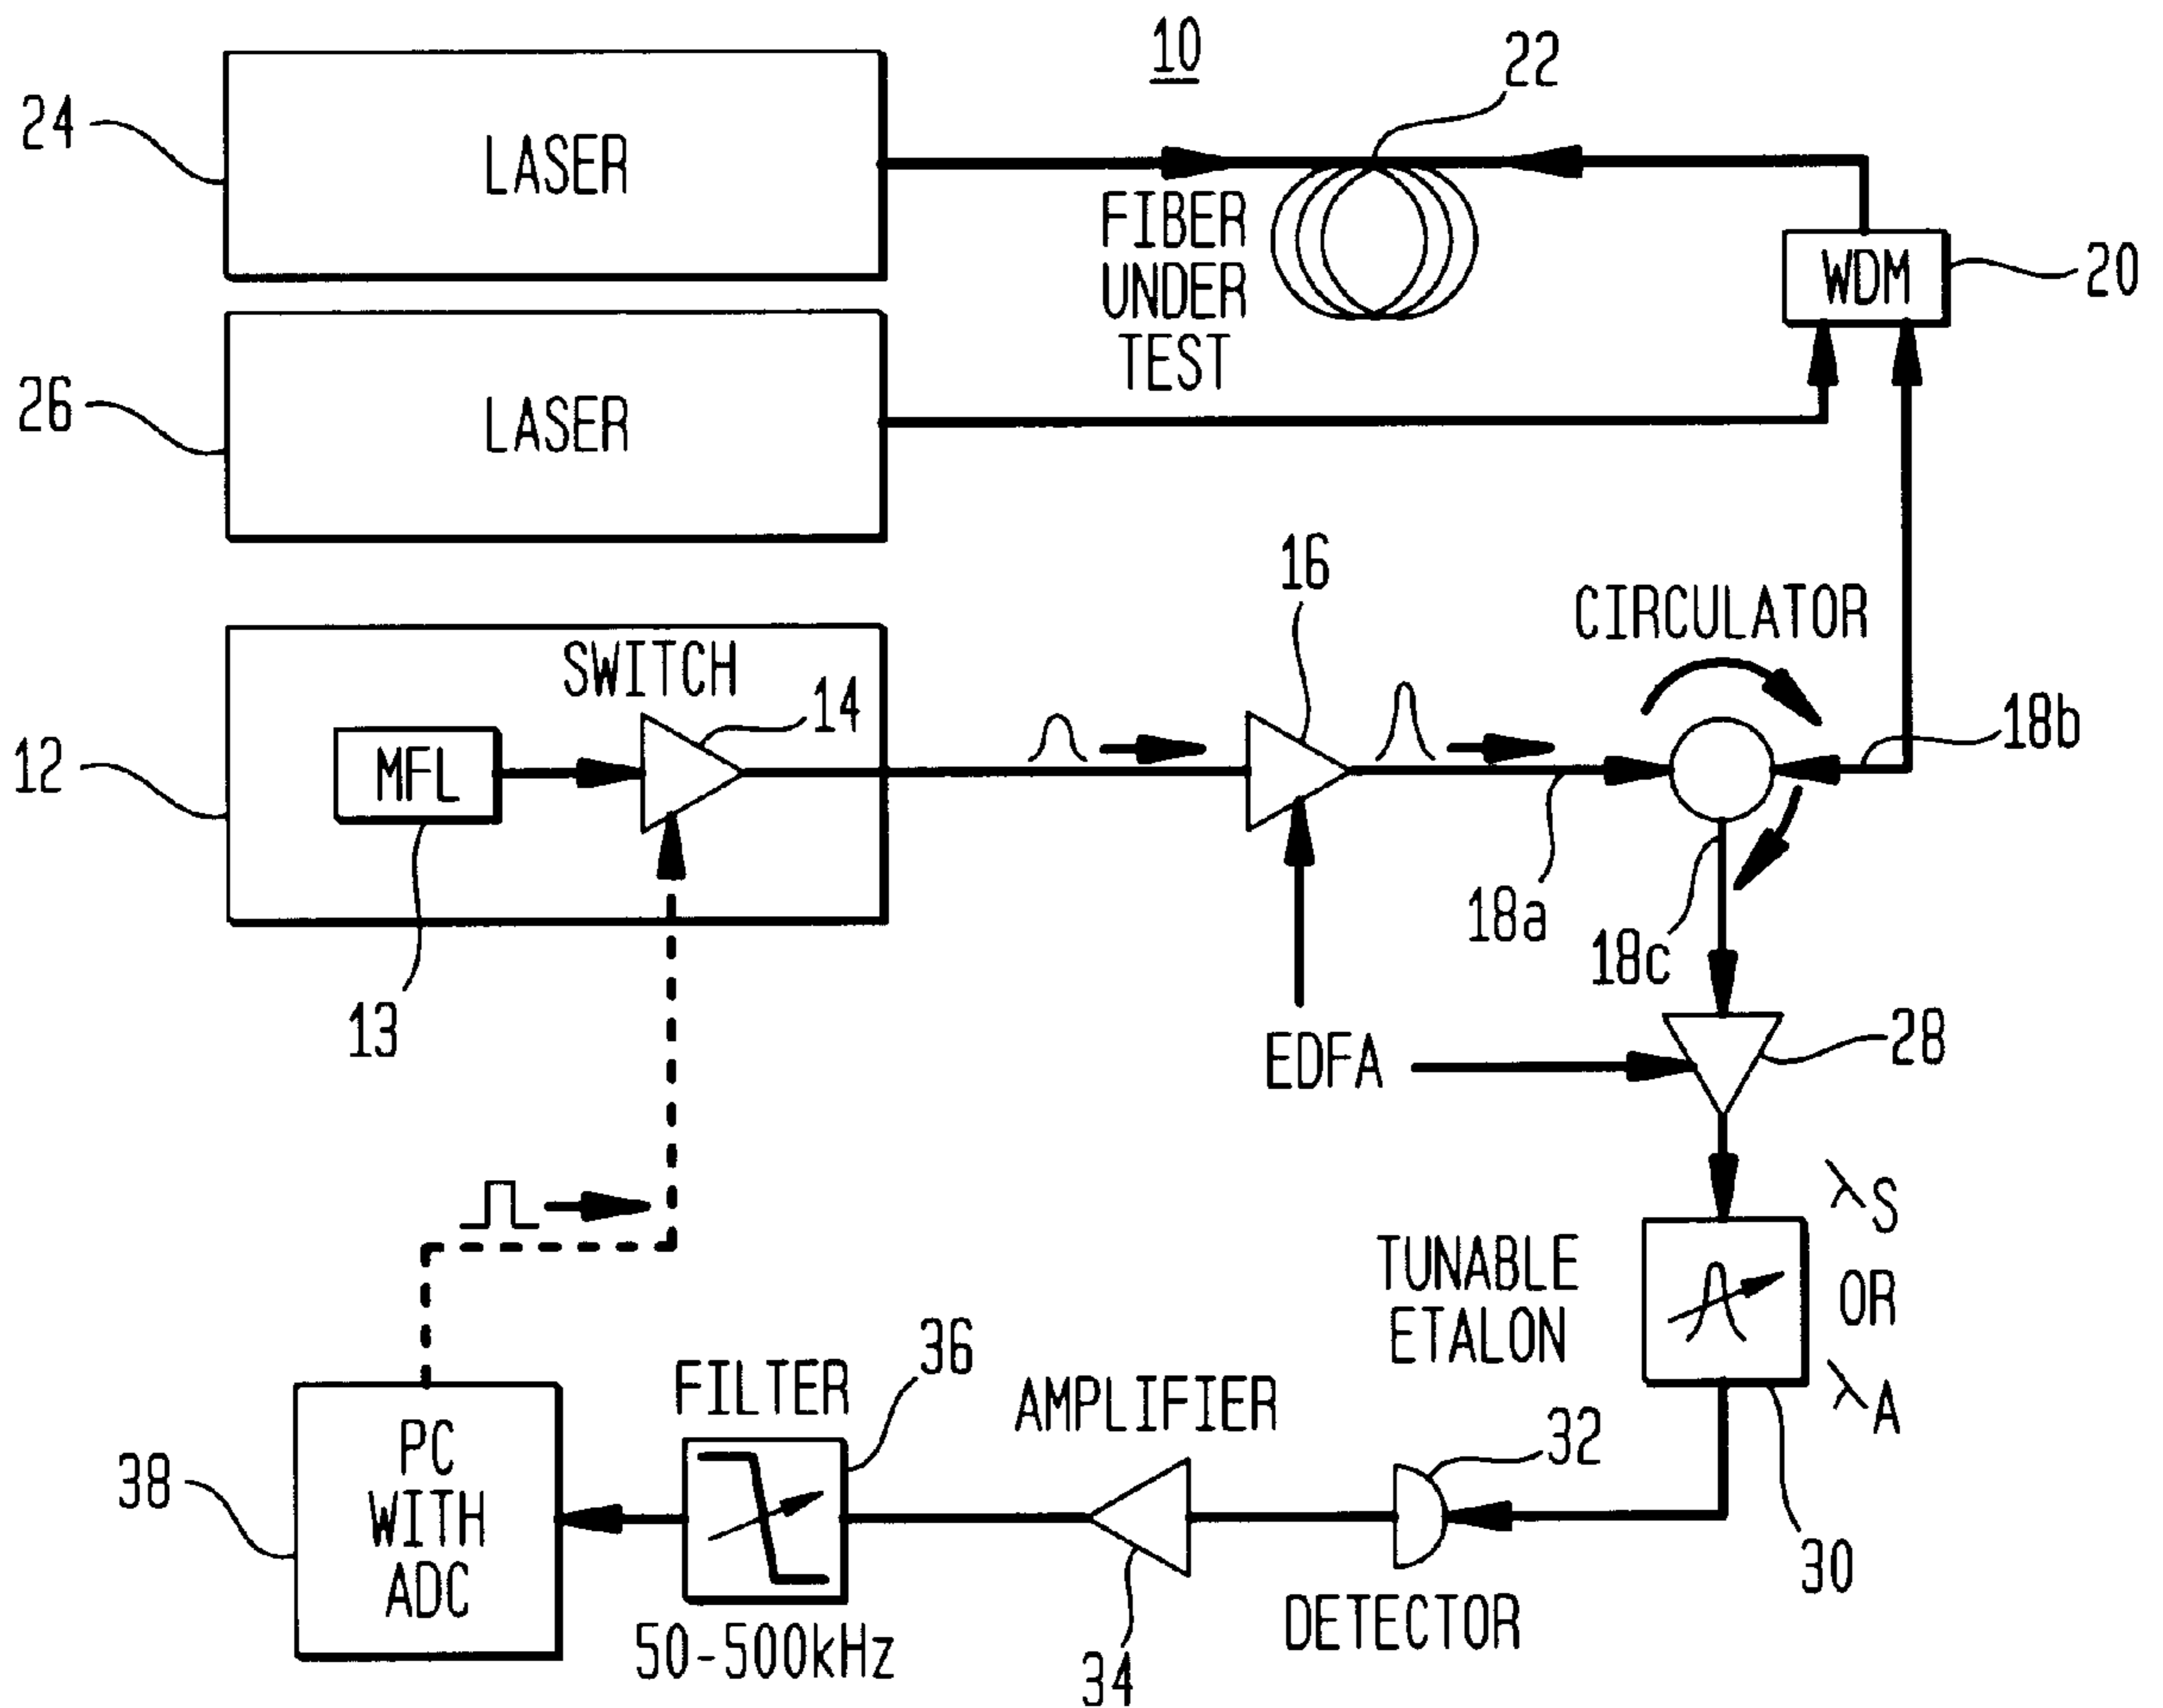 10
22
24
LASER
FIBER
UNDER
TEST
WDM
20
26
LASER
16
CIRCULATOR
SWITCH
14
12
MFL
18b
18a
18c
13
EDFA
28
λS
OR
λA
TUNABLE
ETALON
36
FILTER
AMPLIFIER
32
38
PC
WITH
ADC
30
DETECTOR
50-500kHz
34